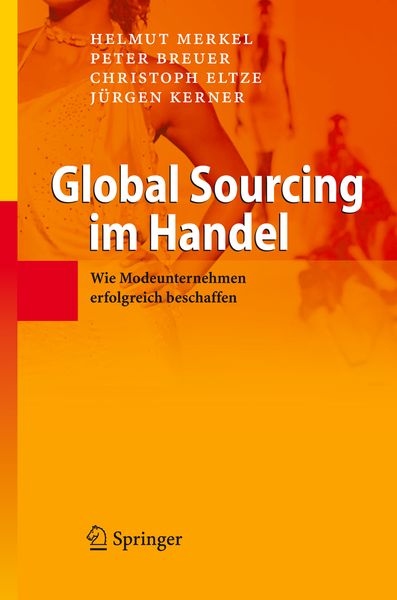 HELMUT MERKEL
PETER BREUER
CHRISTOPH ELTZE
JÜRGEN KERNER
Global Sourcing
im Handel
Wie Modeunternehmen
erfolgreich beschaffen
Springer